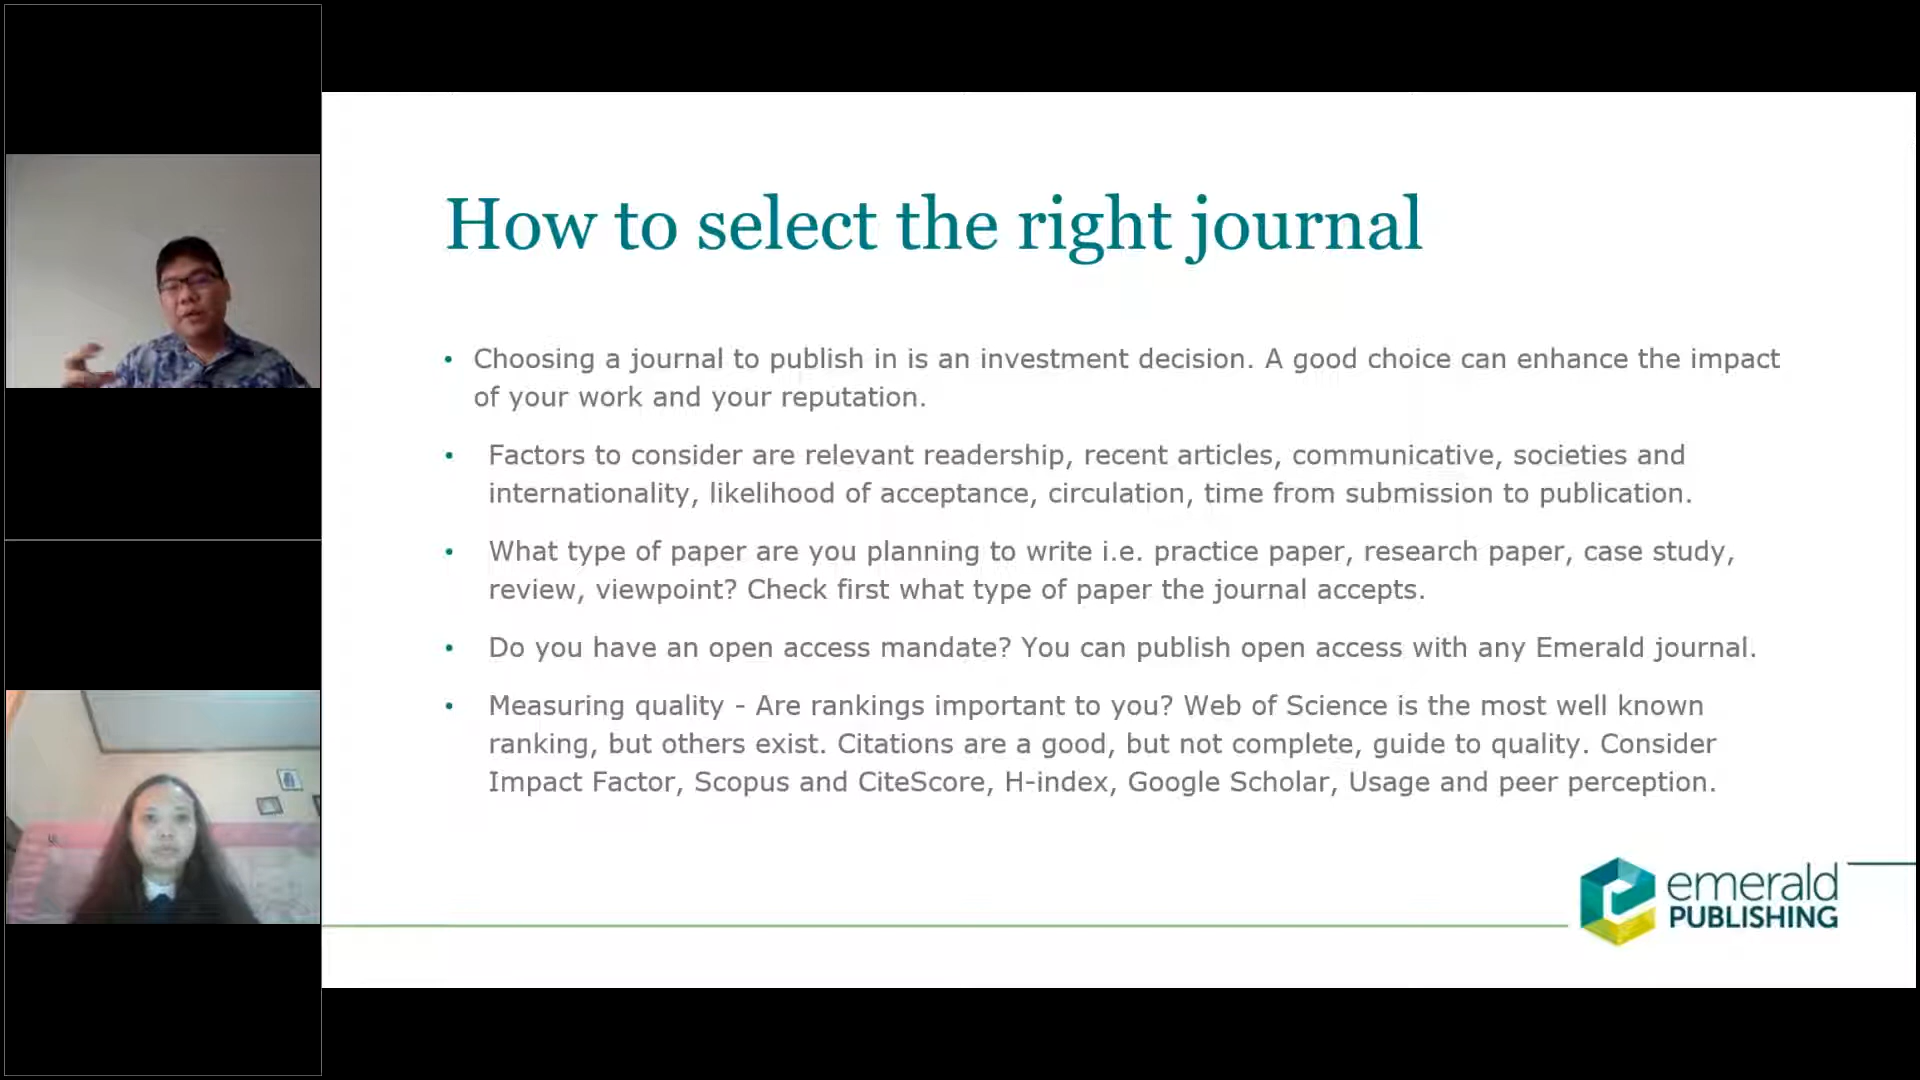 How to select the right journal
• Choosing a journal to publish in is an investment decision. A good choice can enhance the impact
of your work and your reputation.
• Factors to consider are relevant readership, recent articles, communicative, societies and
internationality, likelihood of acceptance, circulation, time from submission to publication.
• What type of paper are you planning to write i.e. practice paper, research paper, case study,
review, viewpoint? Check first what type of paper the journal accepts.
• Do you have an open access mandate? You can publish open access with any Emerald journal.
• Measuring quality - Are rankings important to you? Web of Science is the most well known
ranking, but others exist. Citations are a good, but not complete, guide to quality. Consider
Impact Factor, Scopus and CiteScore, H-index, Google Scholar, Usage and peer perception.
emerald
PUBLISHING